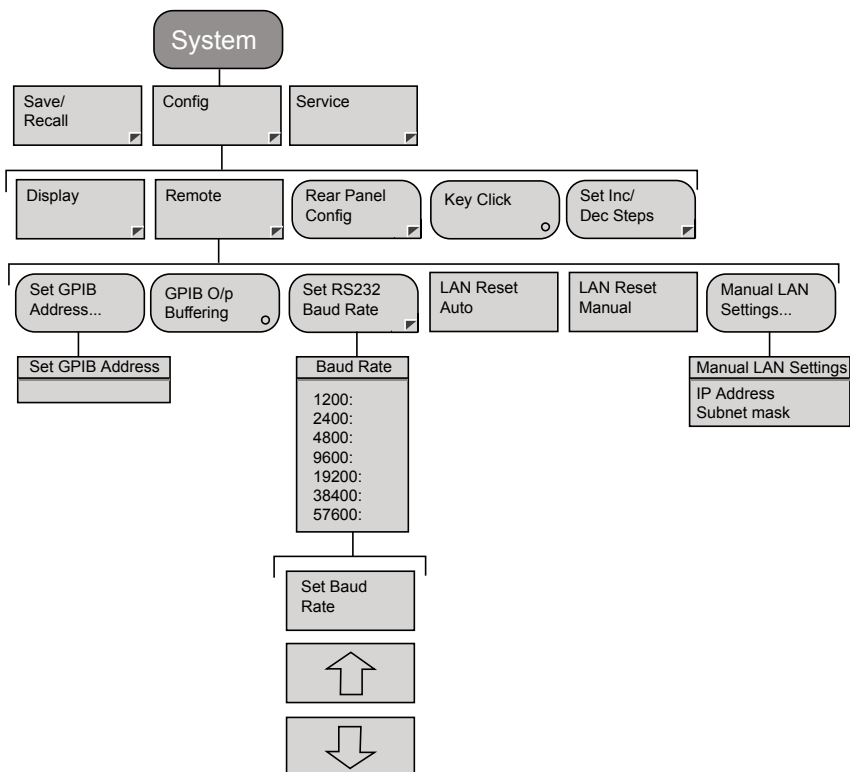 System
Save/
Recall
Config
Service
Display
Remote
Rear Panel
Config
Key Click
Set Inc/
Dec Steps
Set GPIB
Address...
GPIB O/p
Buffering
Set RS232
Baud Rate
LAN Reset
Auto
LAN Reset
Manual
Manual LAN
Settings...
Set GPIB Address
Baud Rate
1200:
2400:
4800:
9600:
19200:
38400:
57600:
Manual LAN Settings
IP Address
Subnet mask
Set Baud
Rate